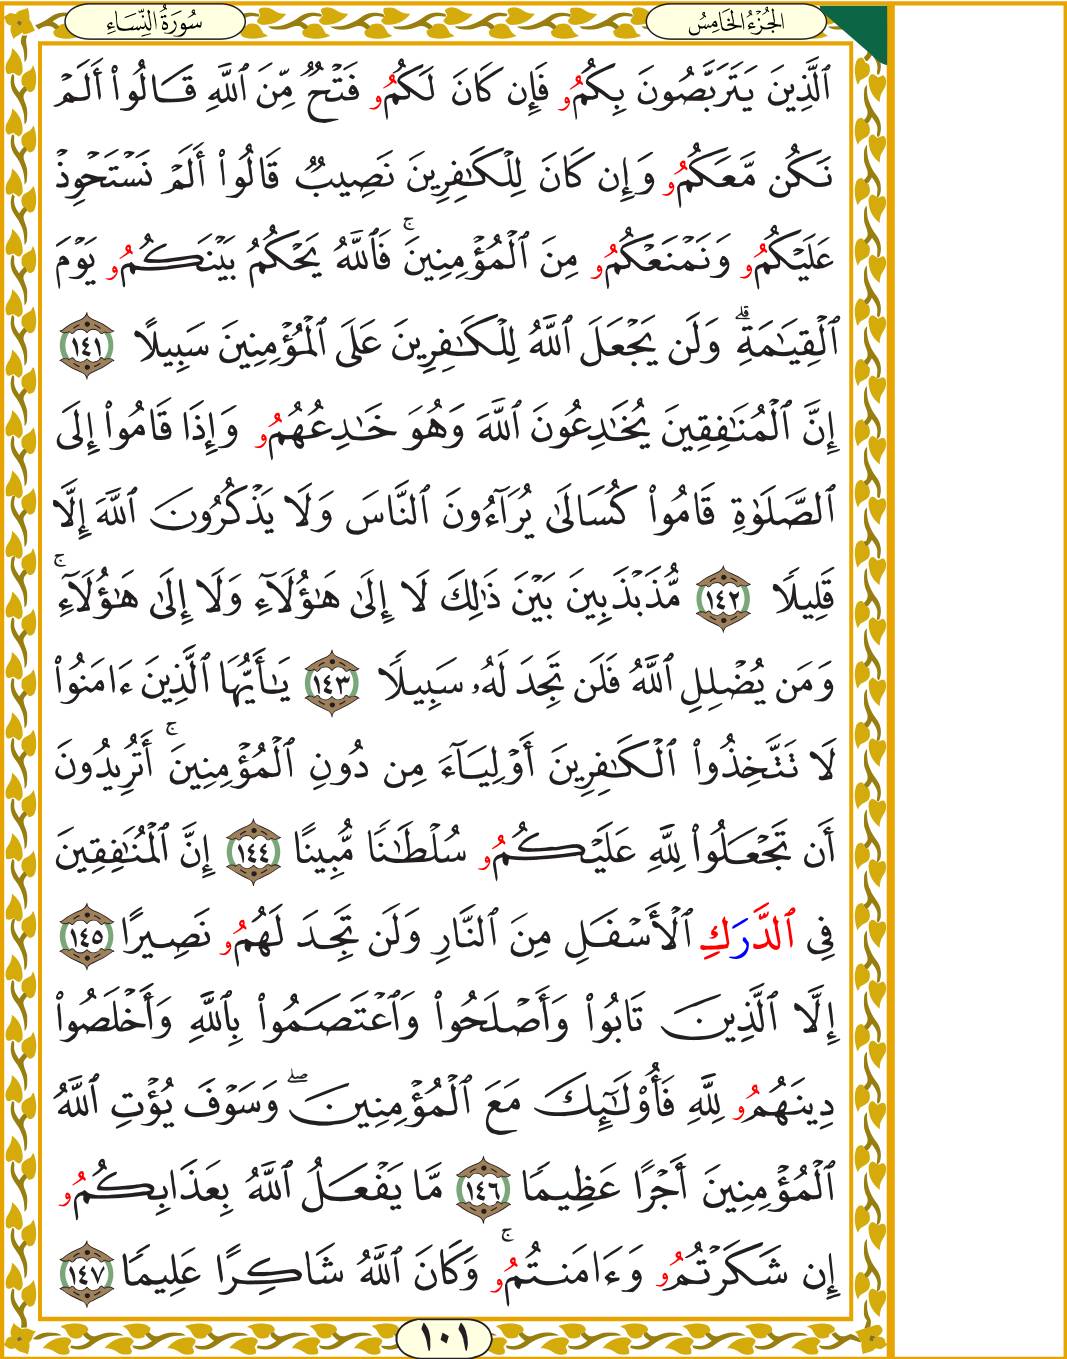 سُورَةُ النِّسَاءِ
الجُزْءُ الخَامِسُ
ٱلَّذِينَ يَتَرَبَّصُونَ بِكُمُۥ فَإِن كَانَ لَكُمُۥ فَتۡحٌ مِّنَ ٱللَّهِ قَالُوٓاْ أَلَمۡ
نَكُن مَّعَكُمُۥ وَإِن كَانَ لِلۡكَٰفِرِينَ نَصِيبٌ قَالُوٓاْ أَلَمۡ نَسۡتَحۡوِذۡ
عَلَيۡكُمُۥ وَنَمۡنَعۡكُمُۥ مِنَ ٱلۡمُؤۡمِنِينَۚ فَٱللَّهُ يَحۡكُمُ بَيۡنَكُمُۥ يَوۡمَ
ٱلۡقِيَٰمَةِۗ وَلَن يَجۡعَلَ ٱللَّهُ لِلۡكَٰفِرِينَ عَلَى ٱلۡمُؤۡمِنِينَ سَبِيلًا ١٤١
إِنَّ ٱلۡمُنَٰفِقِينَ يُخَٰدِعُونَ ٱللَّهَ وَهُوَ خَٰدِعُهُمُۥ وَإِذَا قَامُوٓاْ إِلَى
ٱلصَّلَوٰةِ قَامُواْ كُسَالَىٰ يُرَآءُونَ ٱلنَّاسَ وَلَا يَذۡكُرُونَ ٱللَّهَ إِلَّا
قَلِيلًا ١٤٢ مُّذَبۡذَبِينَ بَيۡنَ ذَٰلِكَ لَآ إِلَىٰ هَٰٓؤُلَآءِ وَلَآ إِلَىٰ هَٰٓؤُلَآءِۚ
وَمَن يُضۡلِلِ ٱللَّهُ فَلَن تَجِدَ لَهُۥ سَبِيلًا ١٤٣ يَٰٓأَيُّهَا ٱلَّذِينَ ءَامَنُواْ
لَا تَتَّخِذُواْ ٱلۡكَٰفِرِينَ أَوۡلِيَآءَ مِن دُونِ ٱلۡمُؤۡمِنِينَۚ أَتُرِيدُونَ
أَن تَجۡعَلُواْ لِلَّهِ عَلَيۡكُمُۥ سُلۡطَٰنًا مُّبِينًا ١٤٤ إِنَّ ٱلۡمُنَٰفِقِينَ
فِي ٱلدَّرَكِ ٱلۡأَسۡفَلِ مِنَ ٱلنَّارِ وَلَن تَجِدَ لَهُمُۥ نَصِيرًا ١٤٥
إِلَّا ٱلَّذِينَ تَابُواْ وَأَصۡلَحُواْ وَٱعۡتَصَمُواْ بِٱللَّهِ وَأَخۡلَصُواْ
دِينَهُمُۥ لِلَّهِ فَأُوْلَٰٓئِكَ مَعَ ٱلۡمُؤۡمِنِينَۖ وَسَوۡفَ يُؤۡتِ ٱللَّهُ
ٱلۡمُؤۡمِنِينَ أَجۡرًا عَظِيمًا ١٤٦ مَّا يَفۡعَلُ ٱللَّهُ بِعَذَابِكُمُۥ
إِن شَكَرۡتُمُۥ وَءَامَنتُمُۥۚ وَكَانَ ٱللَّهُ شَاكِرًا عَلِيمًا ١٤٧
١٠١